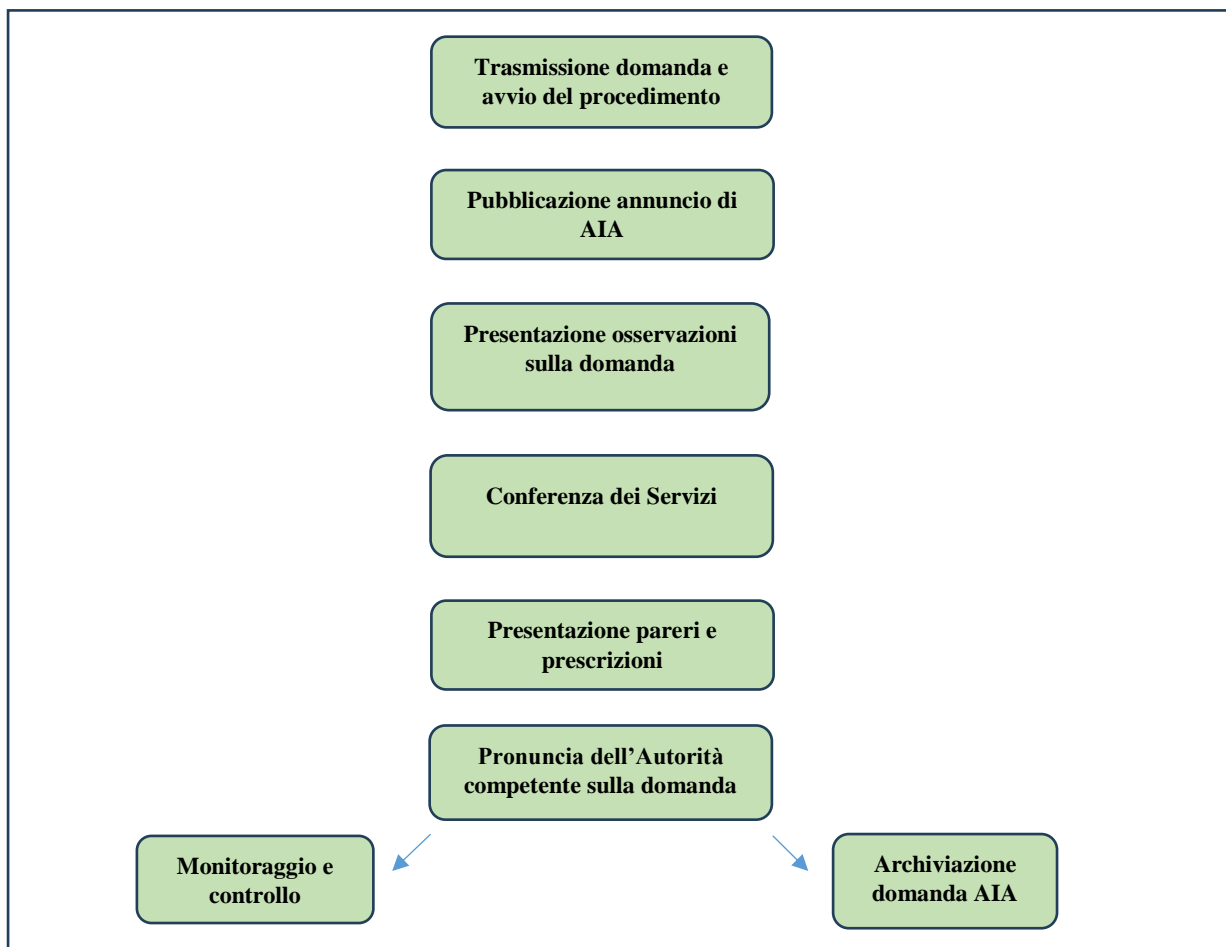 Trasmissione domanda e
avvio del procedimento
Pubblicazione annuncio di
AIA
Presentazione osservazioni
sulla domanda
Conferenza dei Servizi
Presentazione pareri e
prescrizioni
Pronuncia dell’Autorità
competente sulla domanda
Monitoraggio e
controllo
Archiviazione
domanda AIA